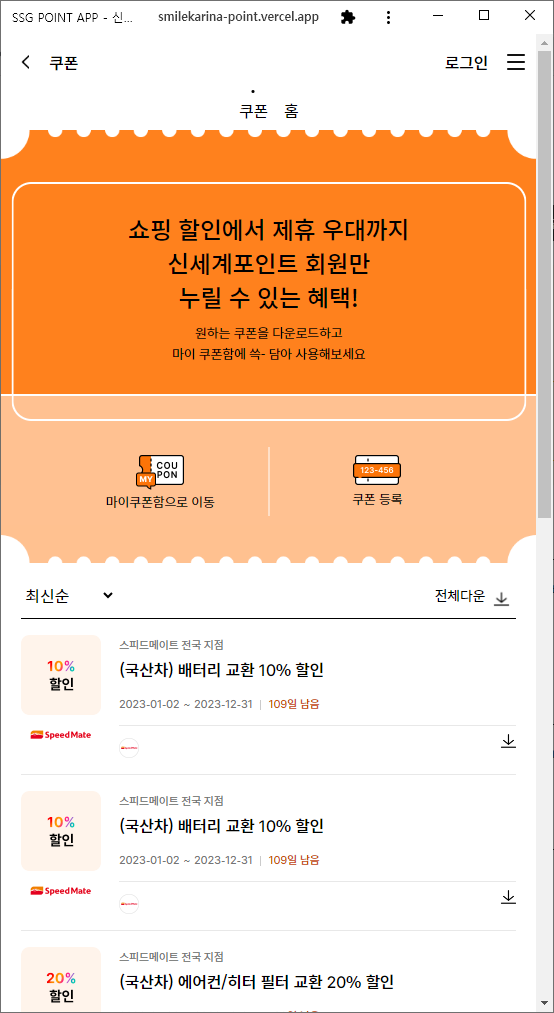 SSG POINT APP - 신...
smilekarina-point.vercel.app
쿠폰
로그인
쿠폰 홈
쇼핑 할인에서 제휴 우대까지
신세계포인트 회원만
누릴 수 있는 혜택!
원하는 쿠폰을 다운로드하고
마이 쿠폰함에 쏙- 담아 사용해보세요
COU
PON
MY
마이쿠폰함으로 이동
123-456
쿠폰 등록
최신순
전체다운
10%
할인
SpeedMate
스피드메이트 전국 지점
(국산차) 배터리 교환 10% 할인
2023-01-02 ~ 2023-12-31 | 109일 남음
10%
할인
SpeedMate
스피드메이트 전국 지점
(국산차) 배터리 교환 10% 할인
2023-01-02 ~ 2023-12-31 | 109일 남음
20%
할인
스피드메이트 전국 지점
(국산차) 에어컨/히터 필터 교환 20% 할인